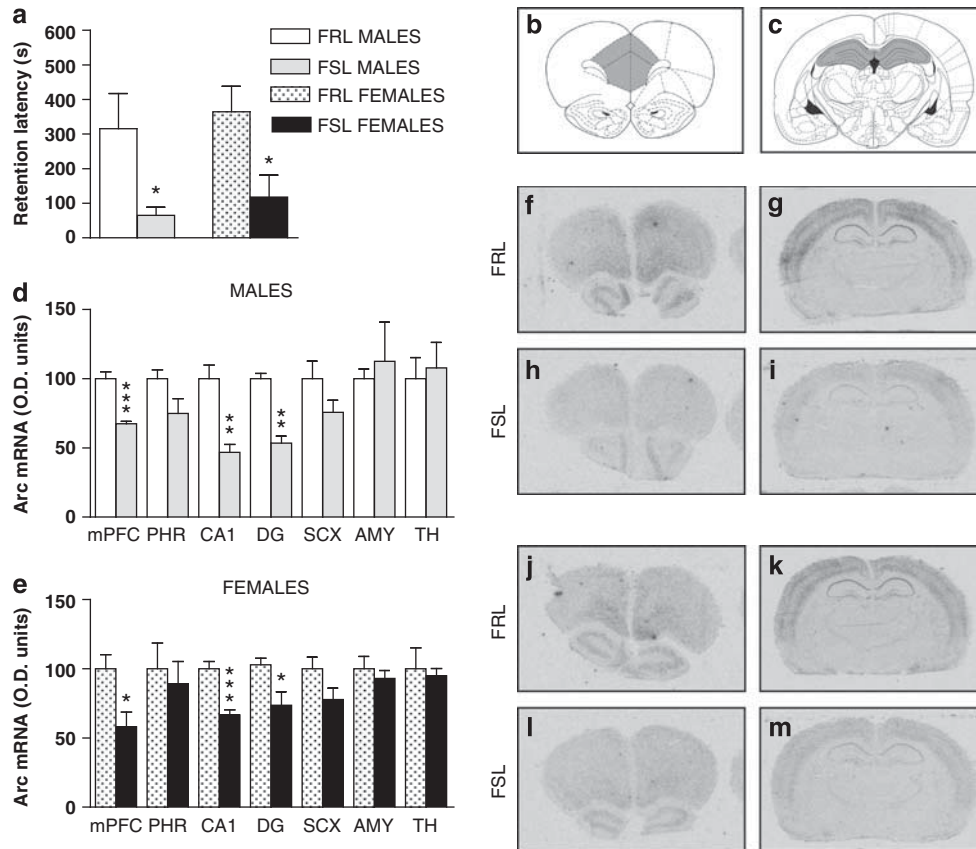 a
600
500
400
300
200
100
0
Retention latency (s)
*
*
FRL MALES
FSL MALES
FRL FEMALES
FSL FEMALES
b
c
d
MALES
150
100
50
0
Arc mRNA (O.D. units)
***
**
**
mPFC PHR CA1 DG SCX AMY TH
e
FEMALES
150
100
50
0
Arc mRNA (O.D. units)
*
***
*
mPFC PHR CA1 DG SCX AMY TH
FRL
f
g
FSL
h
i
FRL
j
k
FSL
l
m